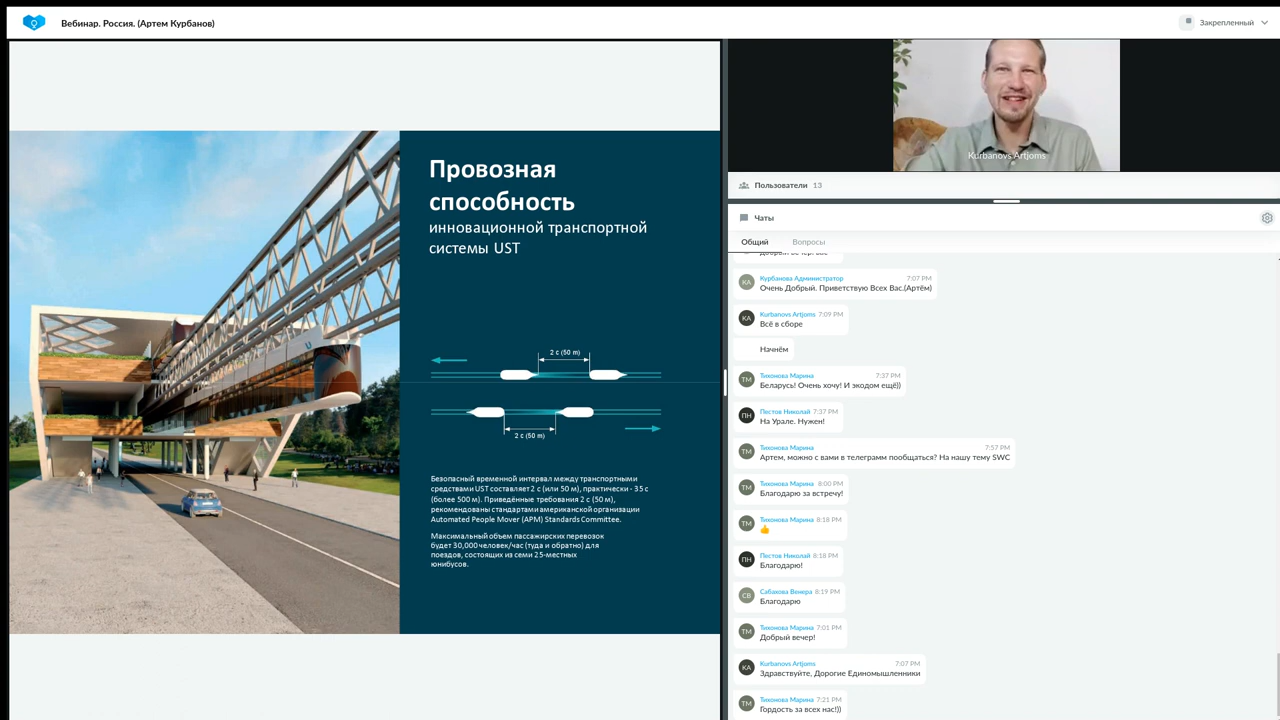 Вебинар. Россия. (Артем Курбанов)
Закрепленный
Провозная
способность
инновационной транспортной
системы UST
2 с (50 m)
2 с (50 m)
Безопасный временной интервал между транспортными
средствами UST составляет 2 с (или 50 м), практически - 35 с
(более 500 м). Приведённые требования 2 с (50 м),
рекомендованы стандартами американской организации
Automated People Mover (APM) Standards Committee.
Максимальный объем пассажирских перевозок
будет 30,000 человек/час (туда и обратно) для
поездов, состоящих из семи 25-местных
юнибусов.
Kurbanovs Artjoms
Пользователи 13
Чаты
Общий Вопросы
Курбанова Администратор 7:07 PM
Очень Добрый. Приветствую Всех Вас.(Артём)
Kurbanovs Artjoms 7:09 PM
KA
Всё в сборе
Начнём
Тихонова Марина 7:37 PM
ТМ
Беларусь! Очень хочу! И экодом ещё))
Пестов Николай 7:37 PM
ПН
На Урале. Нужен!
Тихонова Марина 7:57 PM
ТМ
Артем, можно с вами в телеграмм пообщаться? На нашу тему SWC
Тихонова Марина 8:00 PM
ТМ
Благодарю за встречу!
Тихонова Марина 8:18 PM
ТМ
👍
Пестов Николай 8:18 PM
ПН
Благодарю!
Сабахова Венера 8:19 PM
СВ
Благодарю
Тихонова Марина 7:01 PM
ТМ
Добрый вечер!
Kurbanovs Artjoms 7:07 PM
KA
Здравствуйте, Дорогие Единомышленники
Тихонова Марина 7:21 PM
ТМ
Гордость за всех нас!))